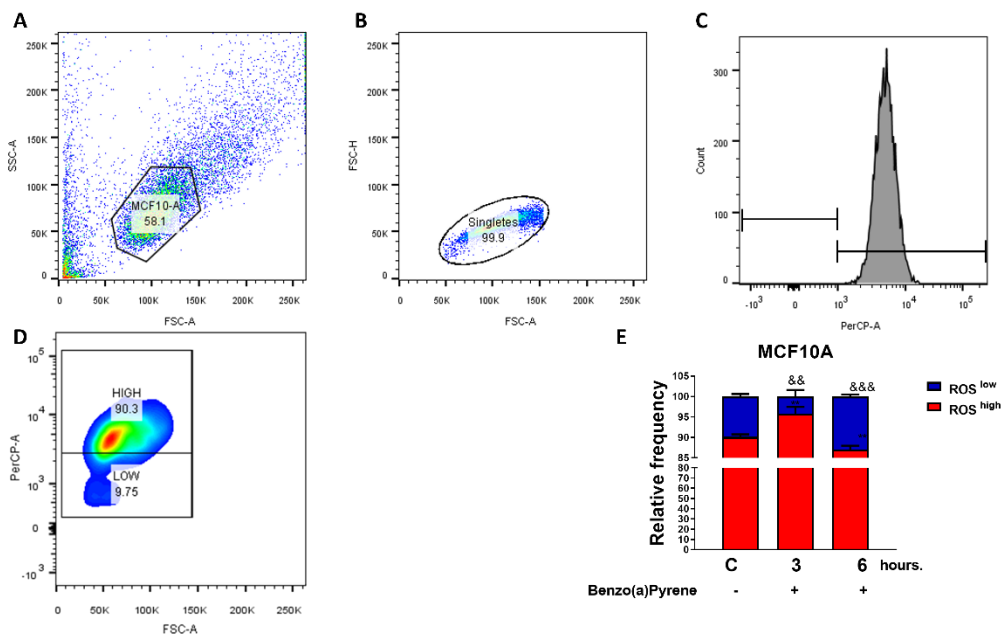 A
250K
200K
150K
100K
50K
0
SSC-A
MCF10-A
58.1
0 50K 100K 150K 200K 250K
FSC-A
B
250K
200K
150K
100K
50K
0
FSC-H
Singletes
99.9
0 50K 100K 150K 200K 250K
FSC-A
C
300
200
100
0
Count
-10³ 0 10³ 10⁴ 10⁵
PerCP-A
D
10⁵
10⁴
10³
0
-10³
PerCP-A
HIGH
90.3
LOW
9.75
0 50K 100K 150K 200K 250K
FSC-A
E
MCF10A
105
100
95
90
85
80
70
60
50
40
30
20
10
0
Relative frequency
&& &&&
**
ROS low
ROS high
C 3 6 hours.
Benzo(a)Pyrene - + +